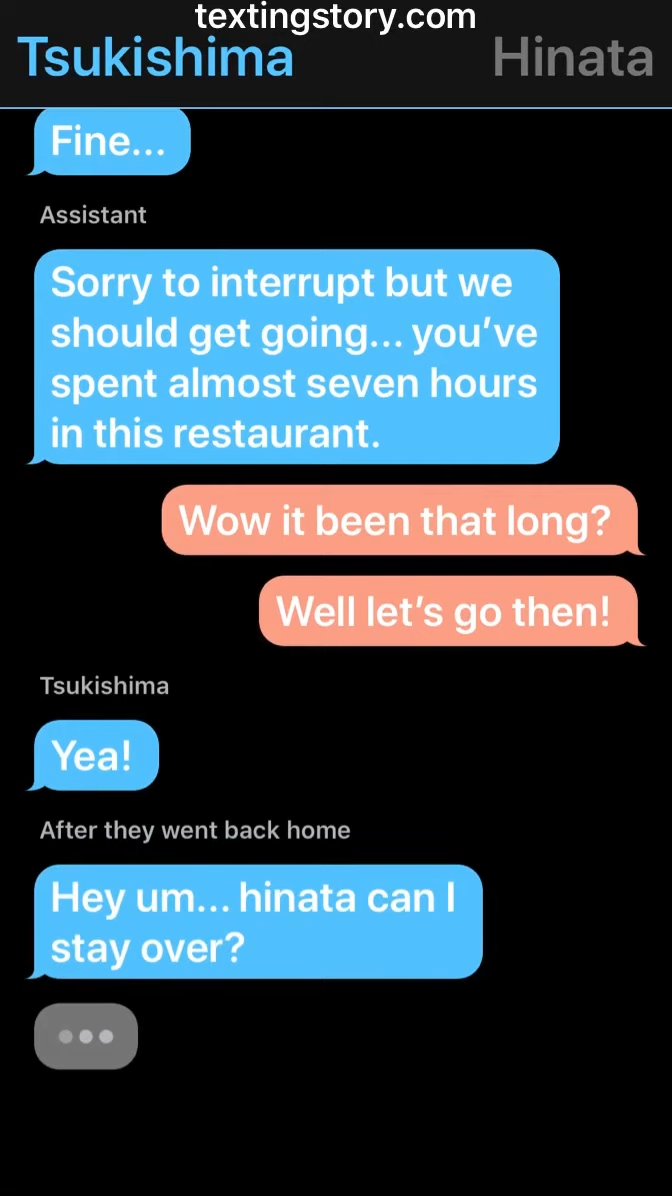 textingstory.com
Tsukishima
Hinata
Fine...
Assistant
Sorry to interrupt but we
should get going... you’ve
spent almost seven hours
in this restaurant.
Wow it been that long?
Well let’s go then!
Tsukishima
Yea!
After they went back home
Hey um... hinata can I
stay over?